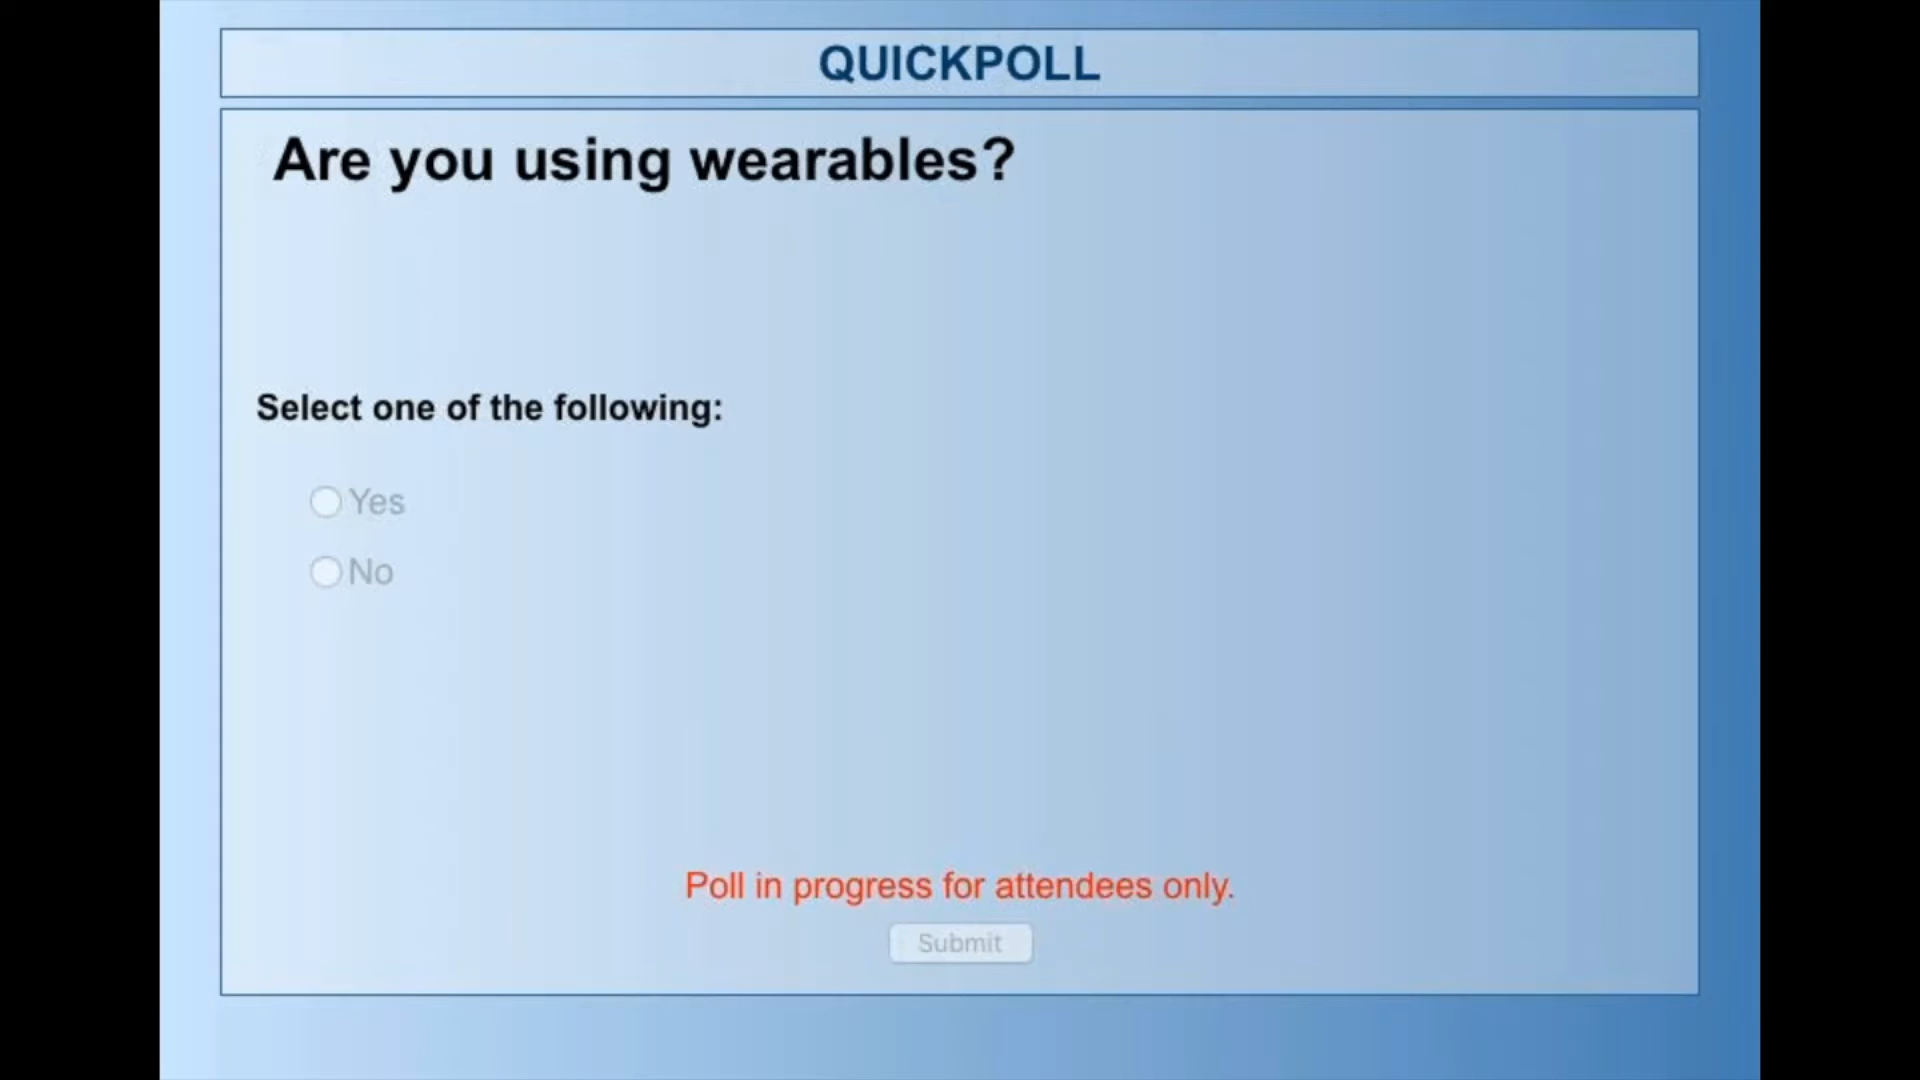 QUICKPOLL
Are you using wearables?
Select one of the following:
Yes
No
Poll in progress for attendees only.
Submit